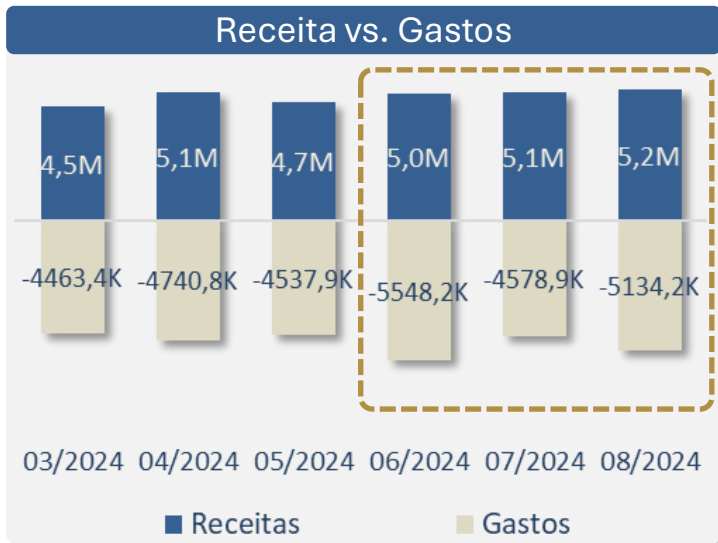 Receita vs. Gastos
4,5M 5,1M 4,7M 5,0M 5,1M 5,2M
-4463,4K -4740,8K -4537,9K -5548,2K -4578,9K -5134,2K
03/2024 04/2024 05/2024 06/2024 07/2024 08/2024
Receitas Gastos